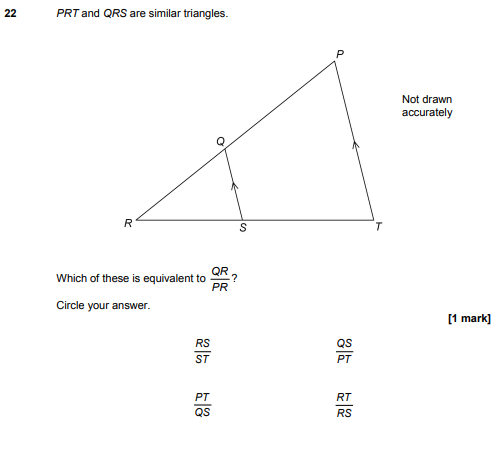 22 PRT and QRS are similar triangles.
P
Not drawn
accurately
Q
R
S
T
Which of these is equivalent to QR/PR ?
Circle your answer.
[1 mark]
RS/ST QS/PT
PT/QS RT/RS